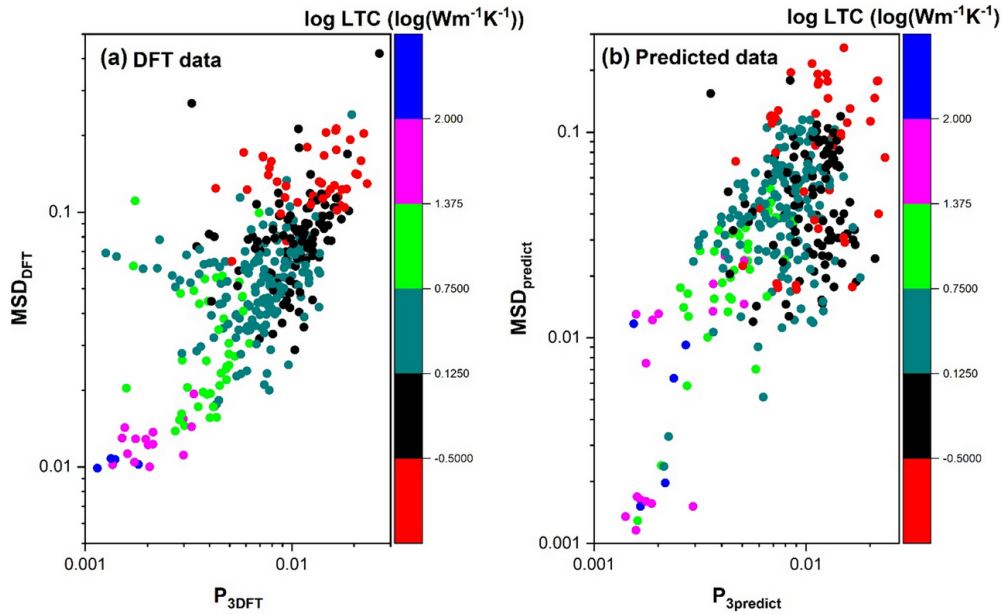 log LTC (log(Wm⁻¹K⁻¹))
(a) DFT data
0.1
0.01
0.001
0.01
MSD_DFT
P_3DFT
2.000
1.375
0.7500
0.1250
-0.5000
log LTC (log(Wm⁻¹K⁻¹))
(b) Predicted data
0.1
0.01
0.001
0.001
0.01
MSD_predict
P_3predict
2.000
1.375
0.7500
0.1250
-0.5000